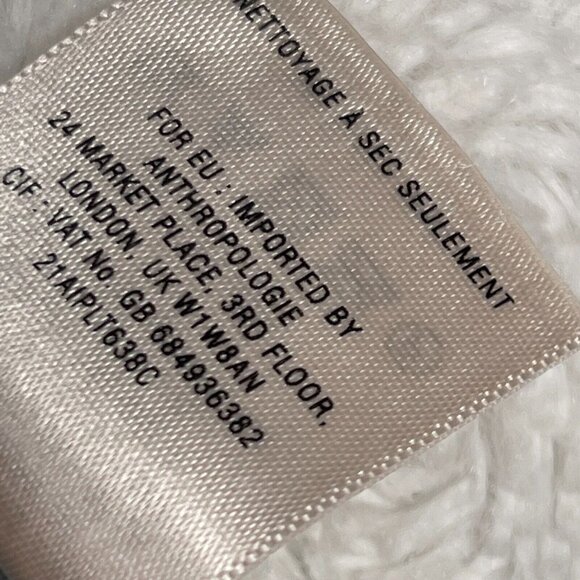 NETTOYAGE À SEC SEULEMENT
FOR EU : IMPORTED BY
ANTHROPOLOGIE
24 MARKET PLACE, 3RD FLOOR,
LONDON, UK W1W8AN
CIF : VAT No. GB 684936382
21AIPLT638C